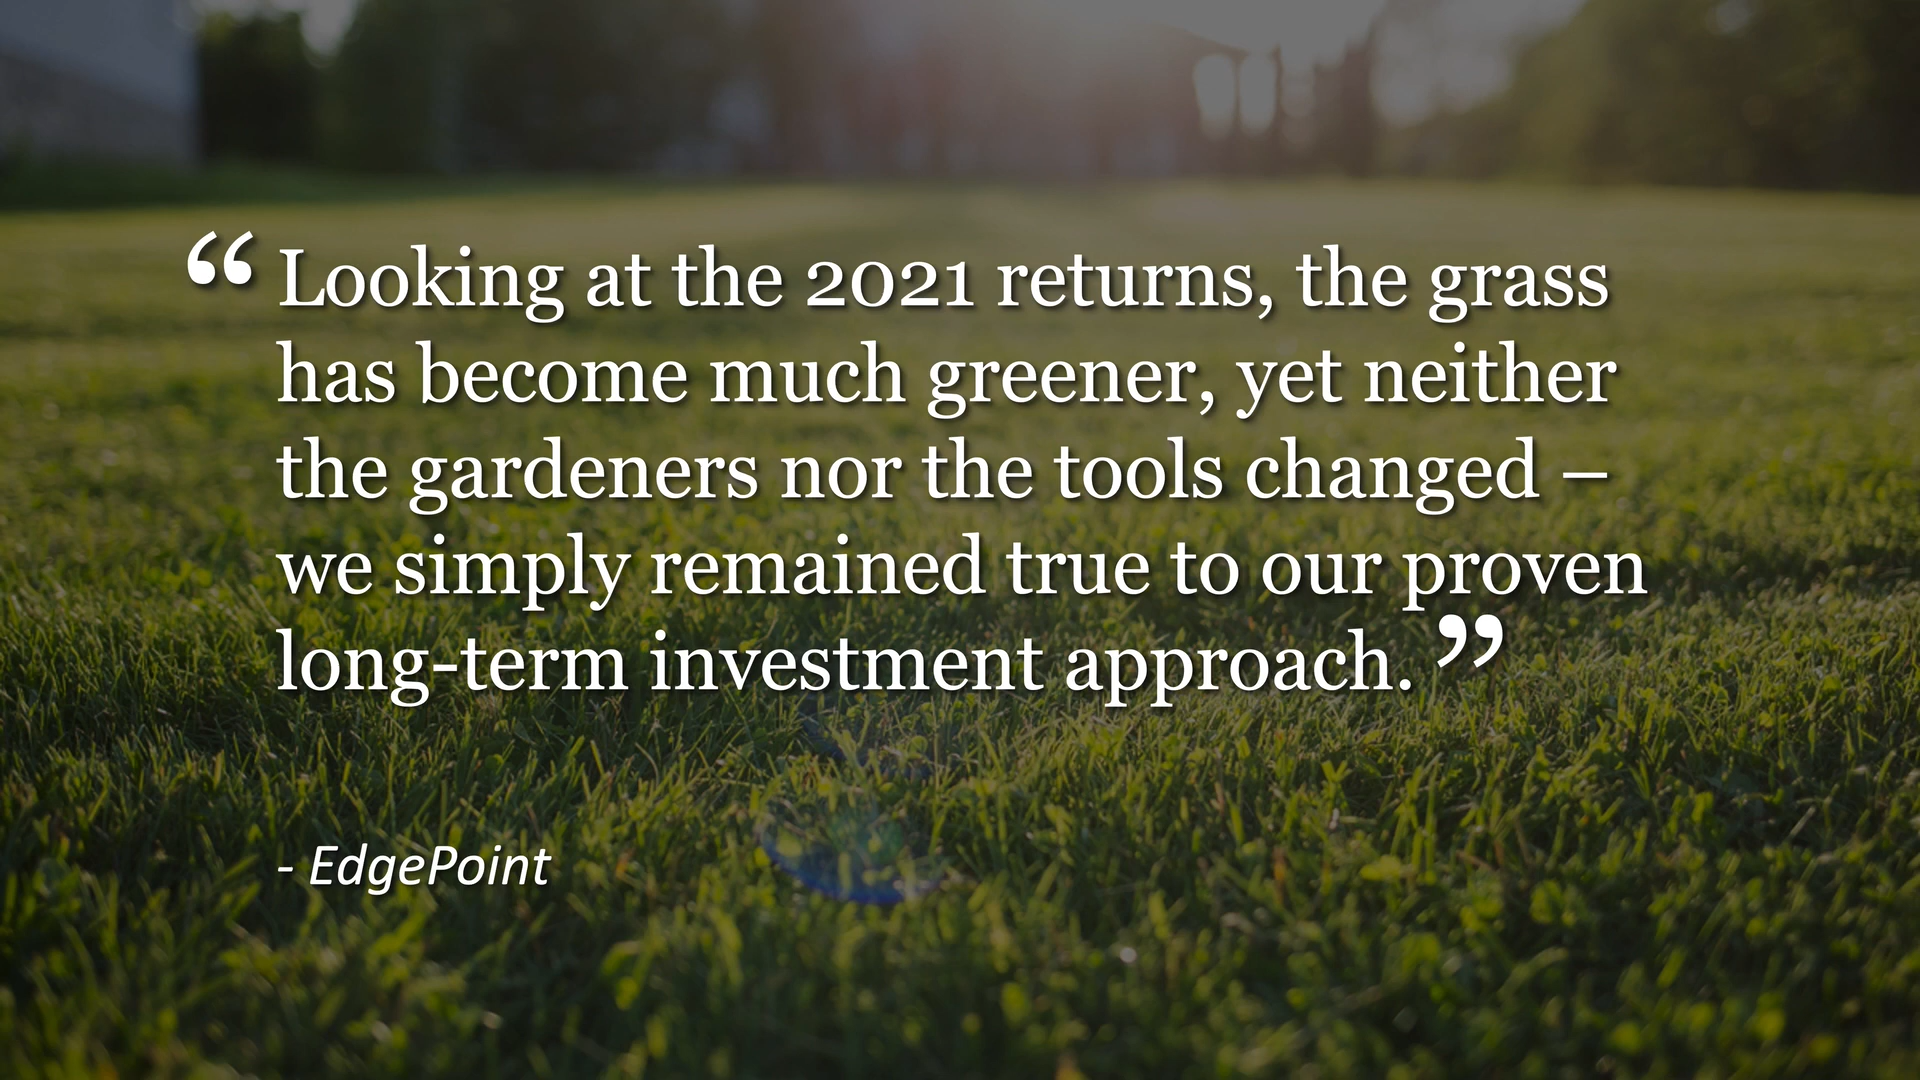 “Looking at the 2021 returns, the grass
has become much greener, yet neither
the gardeners nor the tools changed –
we simply remained true to our proven
long-term investment approach.”
- EdgePoint